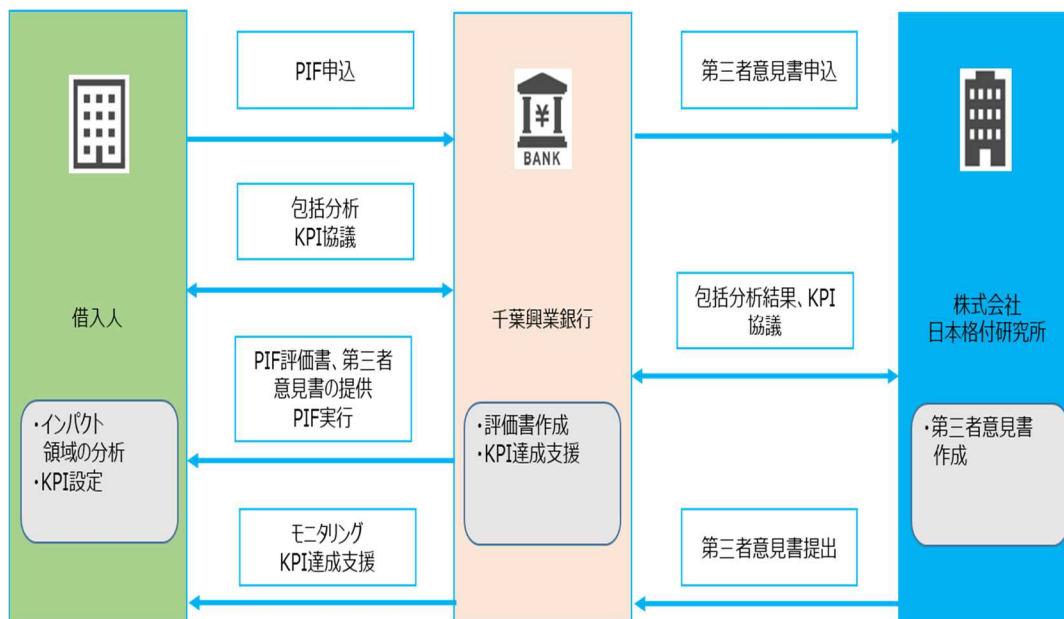 PIF申込
第三者意見書申込
¥
BANK
包括分析
KPI協議
包括分析結果、KPI
協議
借入人
千葉興業銀行
株式会社
日本格付研究所
PIF評価書、第三者
意見書の提供
PIF実行
・インパクト
領域の分析
・KPI設定
・評価書作成
・KPI達成支援
・第三者意見書
作成
モニタリング
KPI達成支援
第三者意見書提出